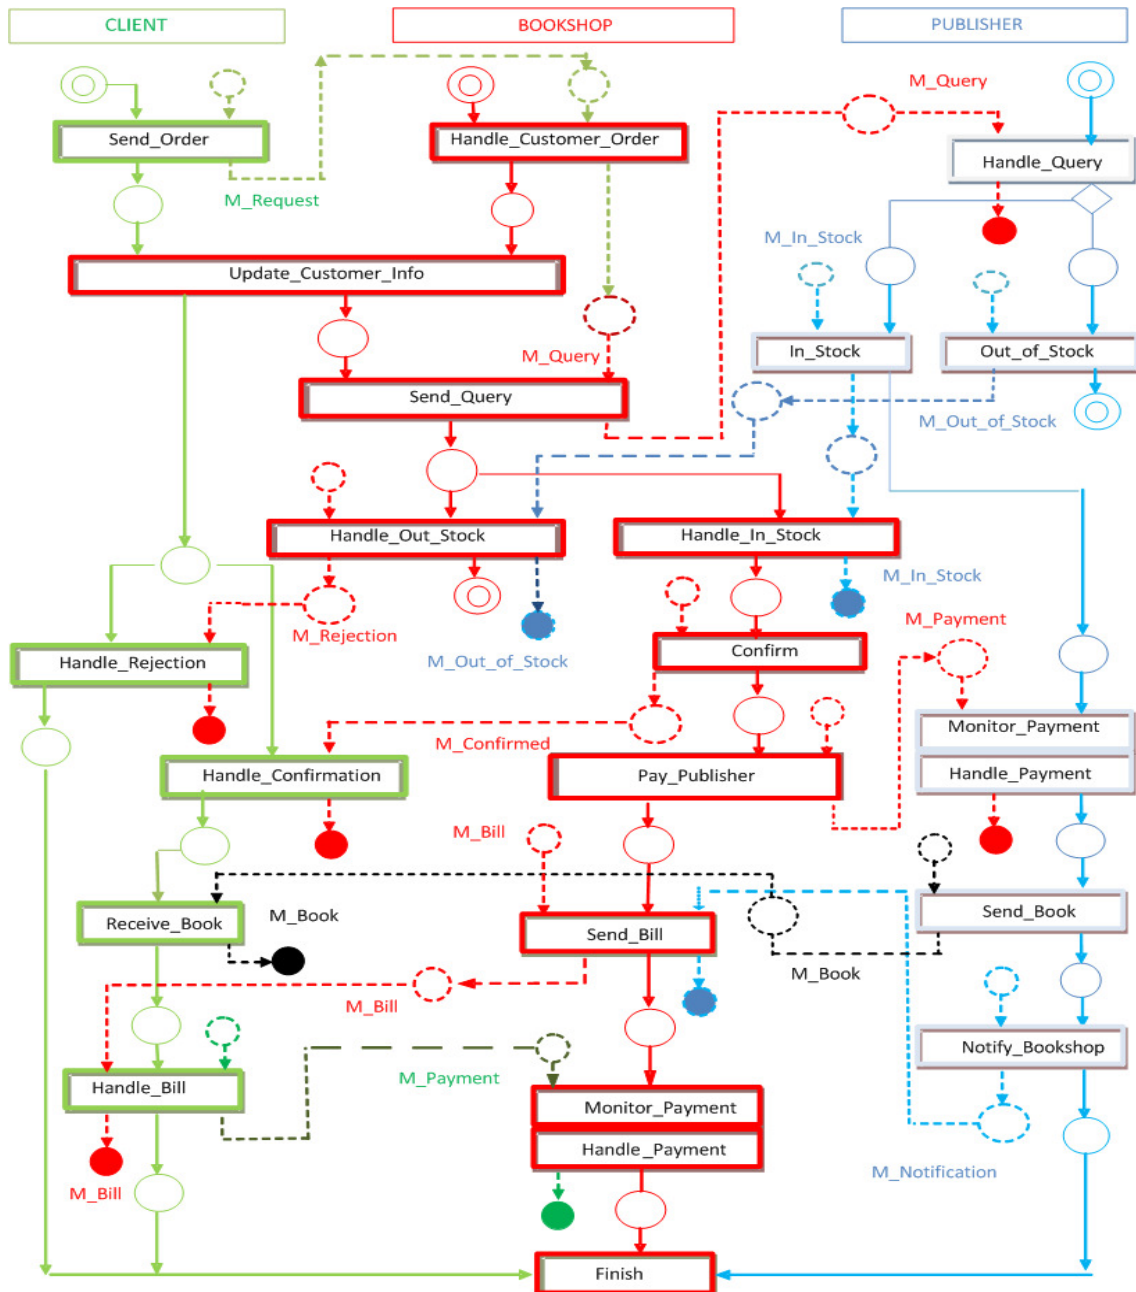 CLIENT
BOOKSHOP
PUBLISHER
M_Query
Send_Order
Handle_Customer_Order
Handle_Query
M_Request
M_In_Stock
Update_Customer_Info
M_Query
In_Stock
Out_of_Stock
Send_Query
M_Out_of_Stock
Handle_Out_Stock
Handle_In_Stock
M_In_Stock
M_Rejection
M_Payment
Handle_Rejection
M_Out_of_Stock
Confirm
M_Confirmed
Monitor_Payment
Handle_Confirmation
Pay_Publisher
Handle_Payment
M_Bill
Receive_Book
M_Book
Send_Bill
Send_Book
M_Book
M_Bill
Notify_Bookshop
Handle_Bill
M_Payment
Monitor_Payment
Handle_Payment
M_Notification
M_Bill
Finish